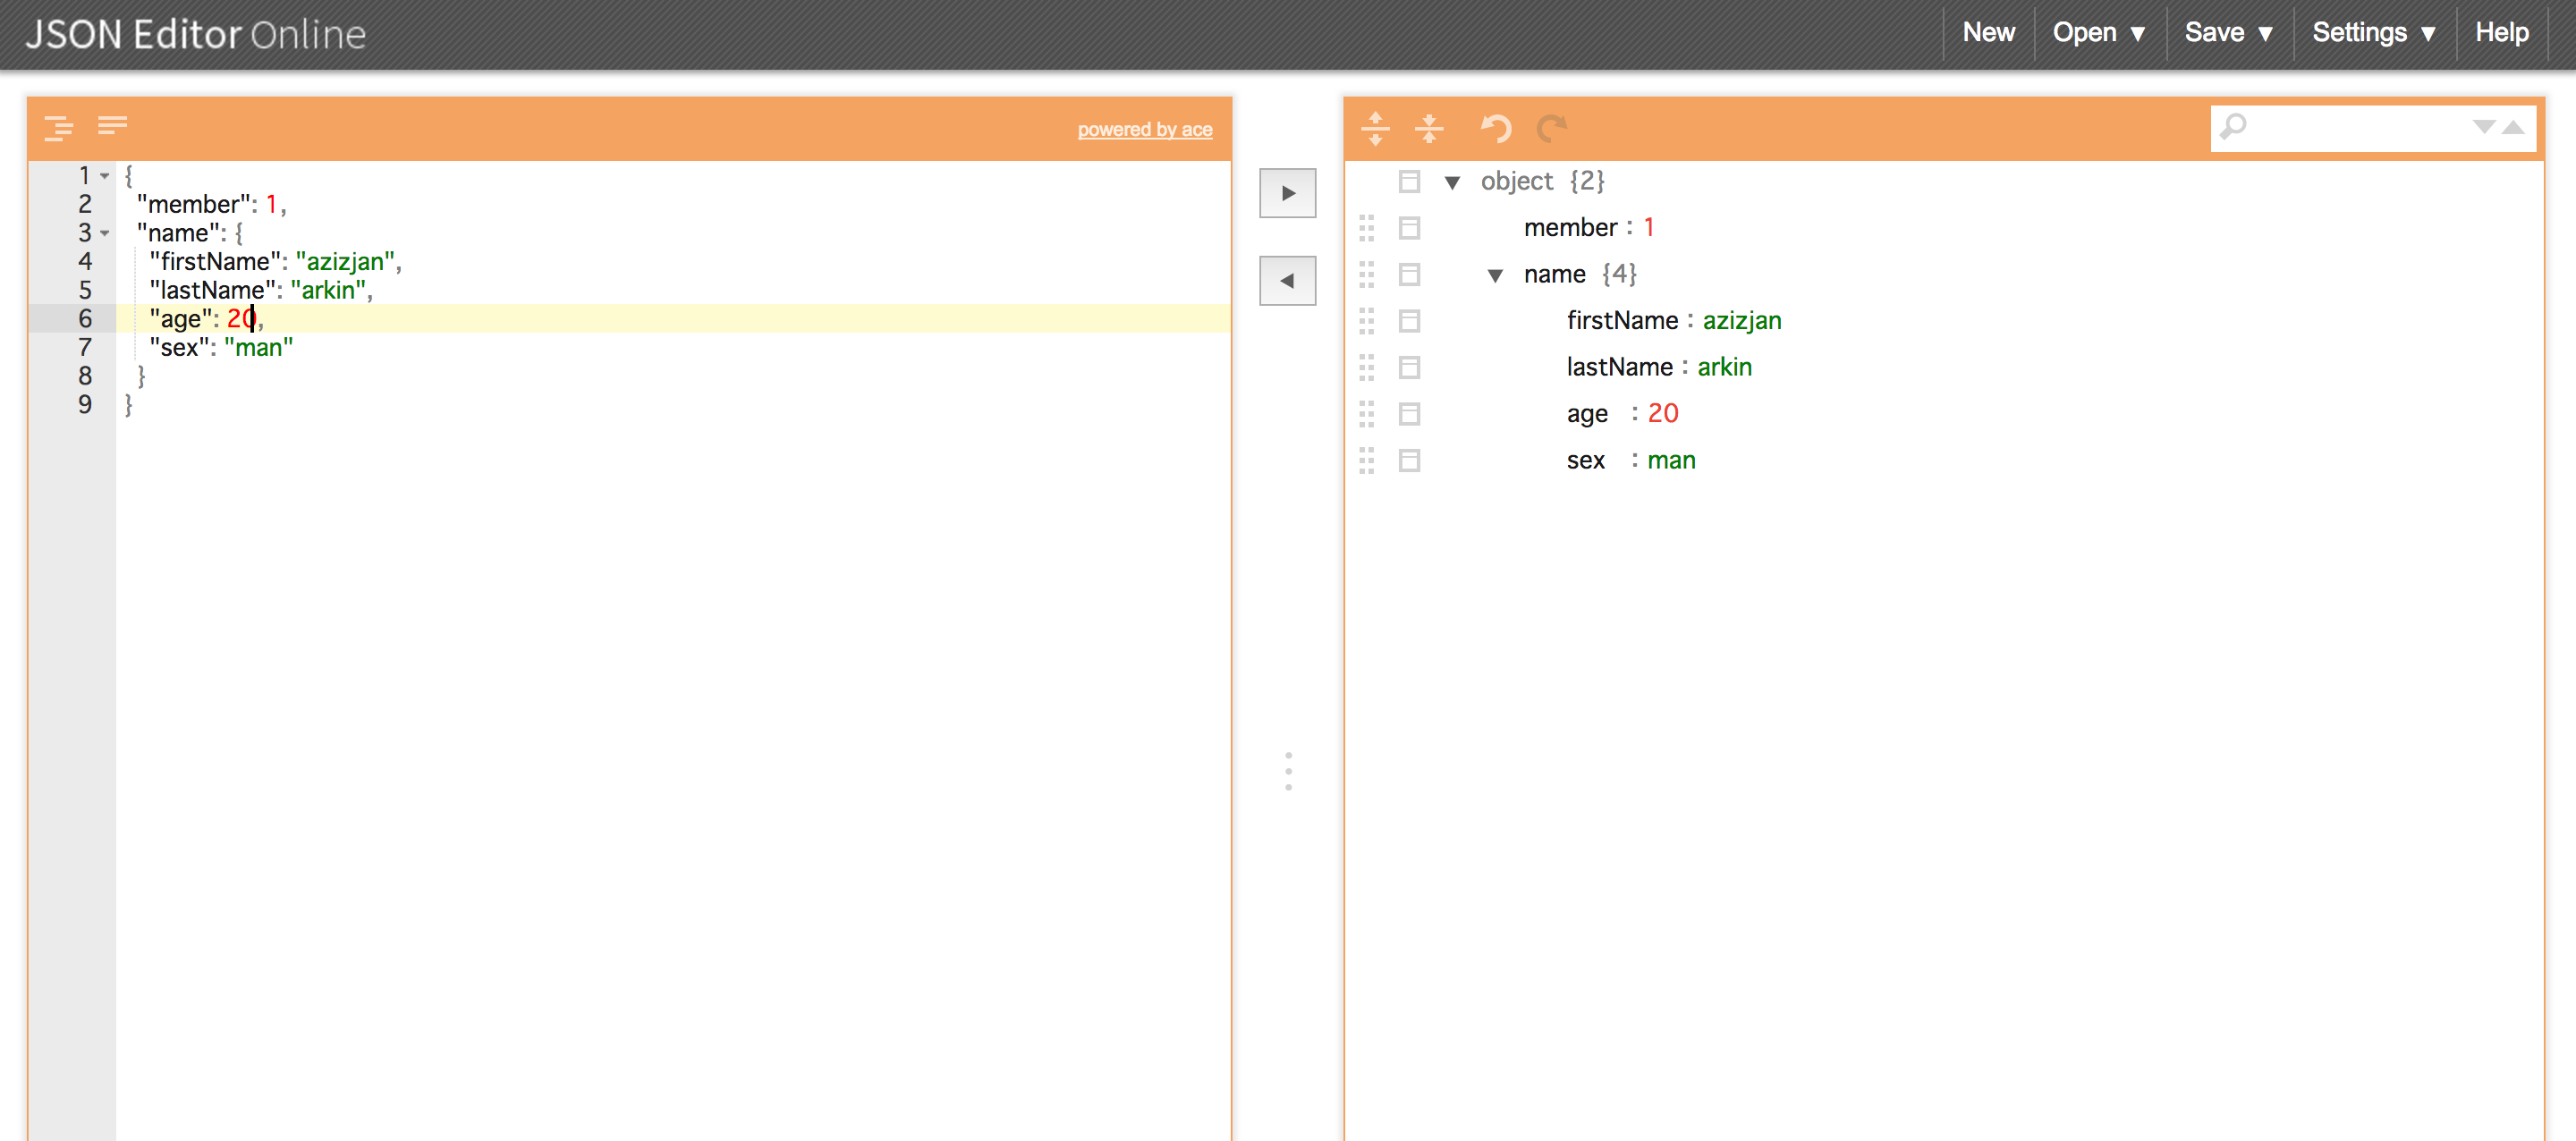 JSON Editor Online
New
Open ▼
Save ▼
Settings ▼
Help
powered by ace
1 {
2 "member": 1,
3 "name": {
4 "firstName": "azizjan",
5 "lastName": "arkin",
6 "age": 20,
7 "sex": "man"
8 }
9 }
object {2}
member : 1
name {4}
firstName : azizjan
lastName : arkin
age : 20
sex : man